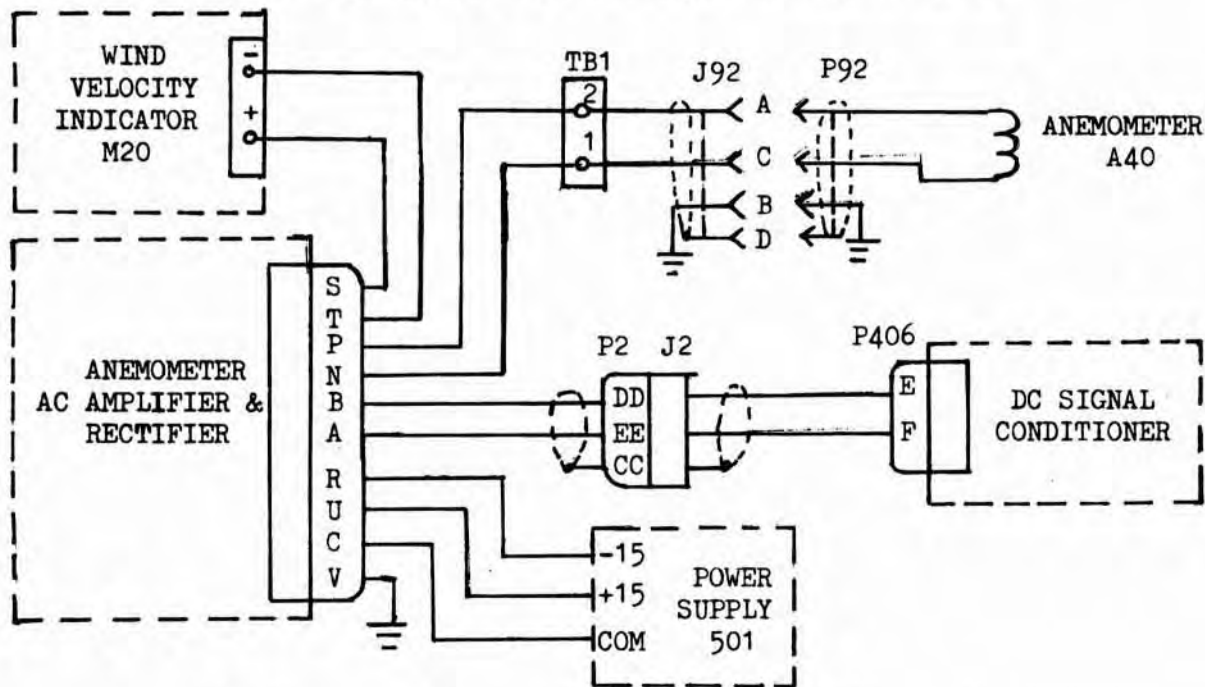 WIND
VELOCITY
INDICATOR
M20
-
+
TB1
2
1
J92
P92
A
C
B
D
ANEMOMETER
A40
ANEMOMETER
AC AMPLIFIER &
RECTIFIER
S
T
P
N
B
A
R
U
C
V
P2
J2
DD
EE
CC
P406
E
F
DC SIGNAL
CONDITIONER
-15
+15
COM
POWER
SUPPLY
501